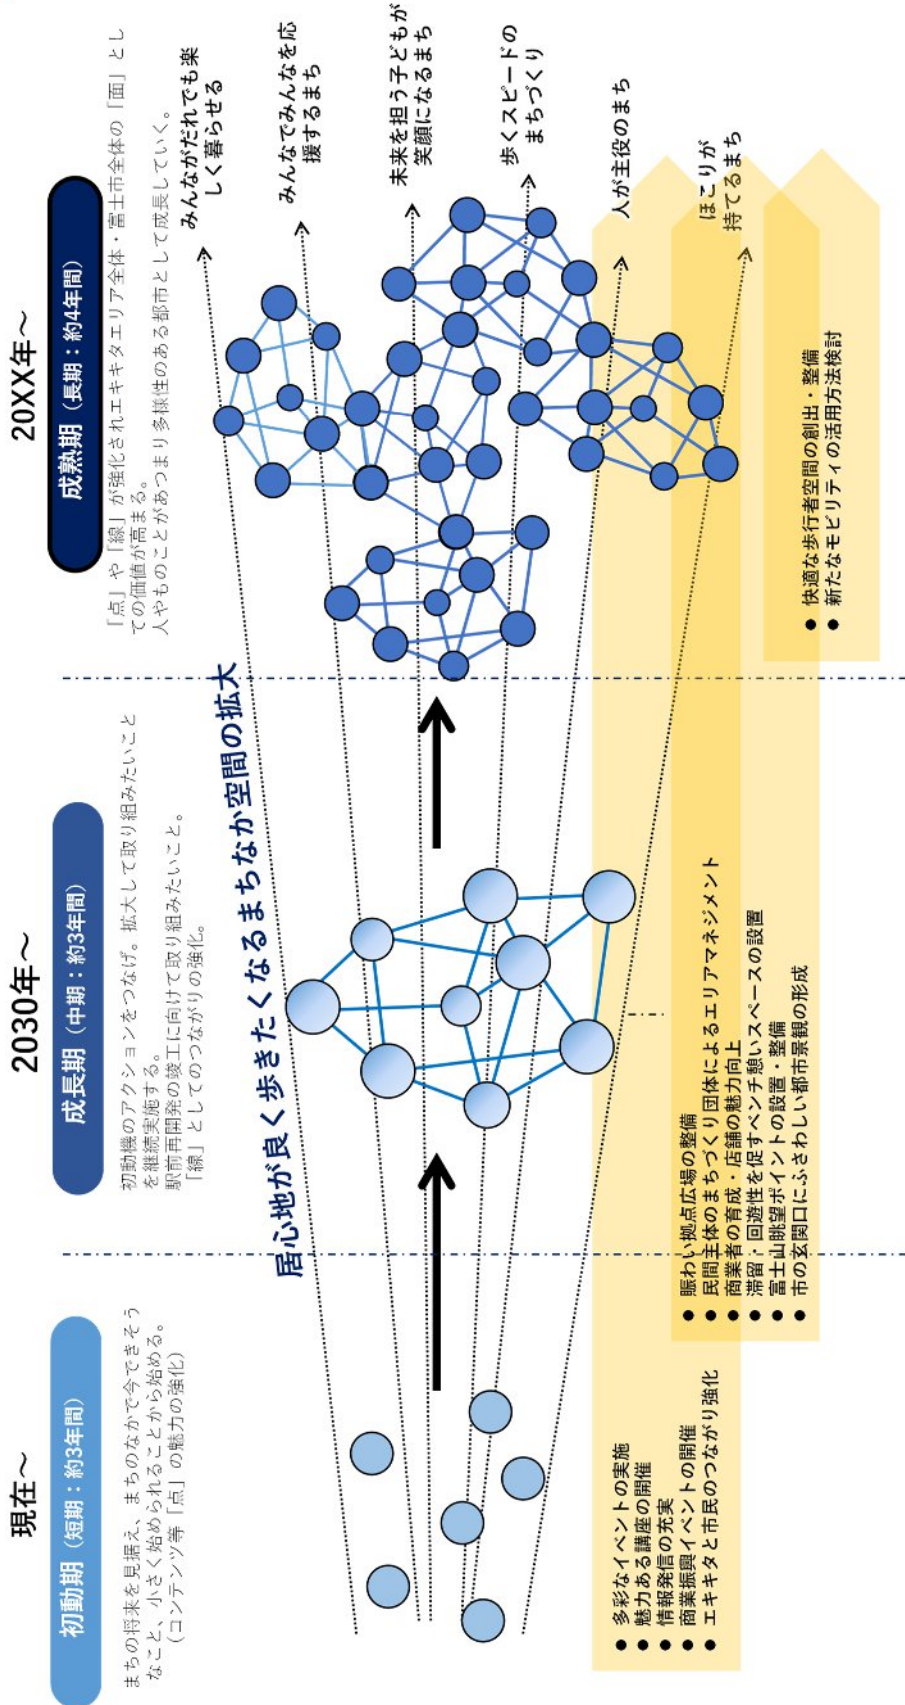 現在～
初動期（短期：約3年間）
まちの将来を見据え、まちのなかで今できそう
なこと、小さく始められることから始める。
（コンテンツ等「点」の魅力の強化）
2030年～
成長期（中期：約3年間）
初動機のアクションをつなげ。拡大して取り組みたいこと
を継続実施する。
駅前再開発の竣工に向けて取り組みたいこと。
「線」としてのつながりの強化。
20XX年～
成熟期（長期：約4年間）
「点」や「線」が強化されエキキタエリア全体・富士市全体の「面」とし
ての価値が高まる。
人やものことがあつまり多様性のある都市として成長していく。
居心地が良く歩きたくなるまちなか空間の拡大
みんながだれでも楽
しく暮らせる
みんなでみんなを応
援するまち
未来を担う子どもが
笑顔になるまち
歩くスピードの
まちづくり
人が主役のまち
ほこりが
持てるまち
● 多彩なイベントの実施
● 魅力ある講座の開催
● 情報発信の充実
● 商業振興イベントの開催
● エキキタと市民のつながり強化
● 賑わい拠点広場の整備
● 民間主体のまちづくり団体によるエリアマネジメント
● 商業者の育成・店舗の魅力向上
● 滞留・回遊性を促すベンチ憩いスペースの設置
● 富士山眺望ポイントの設置・整備
● 市の玄関口にふさわしい都市景観の形成
● 快適な歩行者空間の創出・整備
● 新たなモビリティの活用方法検討